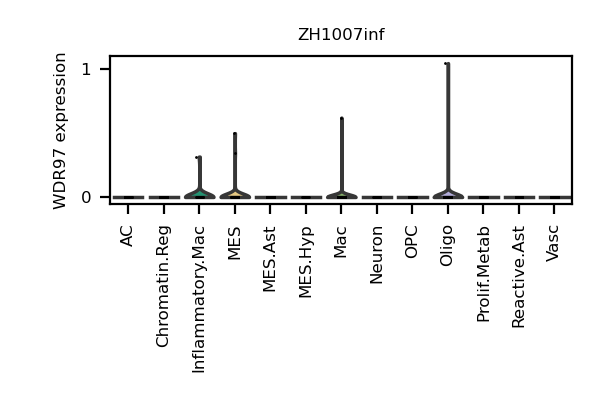 ZH1007inf
WDR97 expression
1
0
AC
Chromatin.Reg
Inflammatory.Mac
MES
MES.Ast
MES.Hyp
Mac
Neuron
OPC
Oligo
Prolif.Metab
Reactive.Ast
Vasc